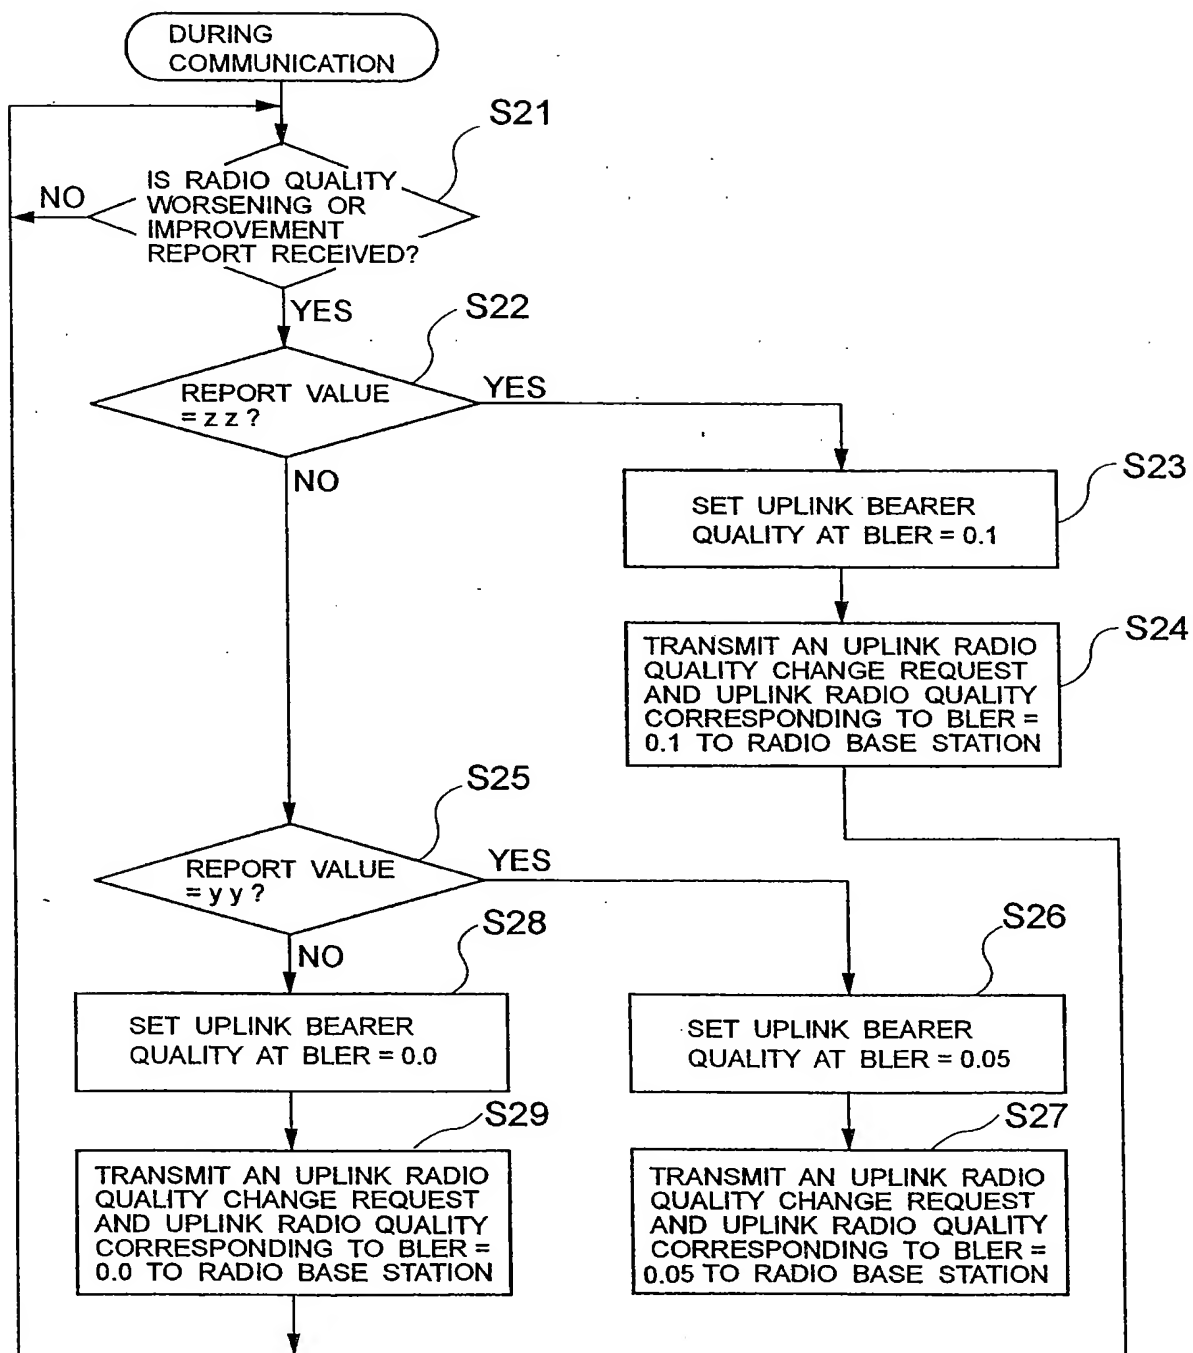 DURING
COMMUNICATION
S21
NO
IS RADIO QUALITY
WORSENING OR
IMPROVEMENT
REPORT RECEIVED?
YES
S22
REPORT VALUE
= z z ?
YES
NO
S23
SET UPLINK BEARER
QUALITY AT BLER = 0.1
S24
TRANSMIT AN UPLINK RADIO
QUALITY CHANGE REQUEST
AND UPLINK RADIO QUALITY
CORRESPONDING TO BLER =
0.1 TO RADIO BASE STATION
S25
REPORT VALUE
= y y ?
YES
NO
S28
SET UPLINK BEARER
QUALITY AT BLER = 0.0
S26
SET UPLINK BEARER
QUALITY AT BLER = 0.05
S29
TRANSMIT AN UPLINK RADIO
QUALITY CHANGE REQUEST
AND UPLINK RADIO QUALITY
CORRESPONDING TO BLER =
0.0 TO RADIO BASE STATION
S27
TRANSMIT AN UPLINK RADIO
QUALITY CHANGE REQUEST
AND UPLINK RADIO QUALITY
CORRESPONDING TO BLER =
0.05 TO RADIO BASE STATION